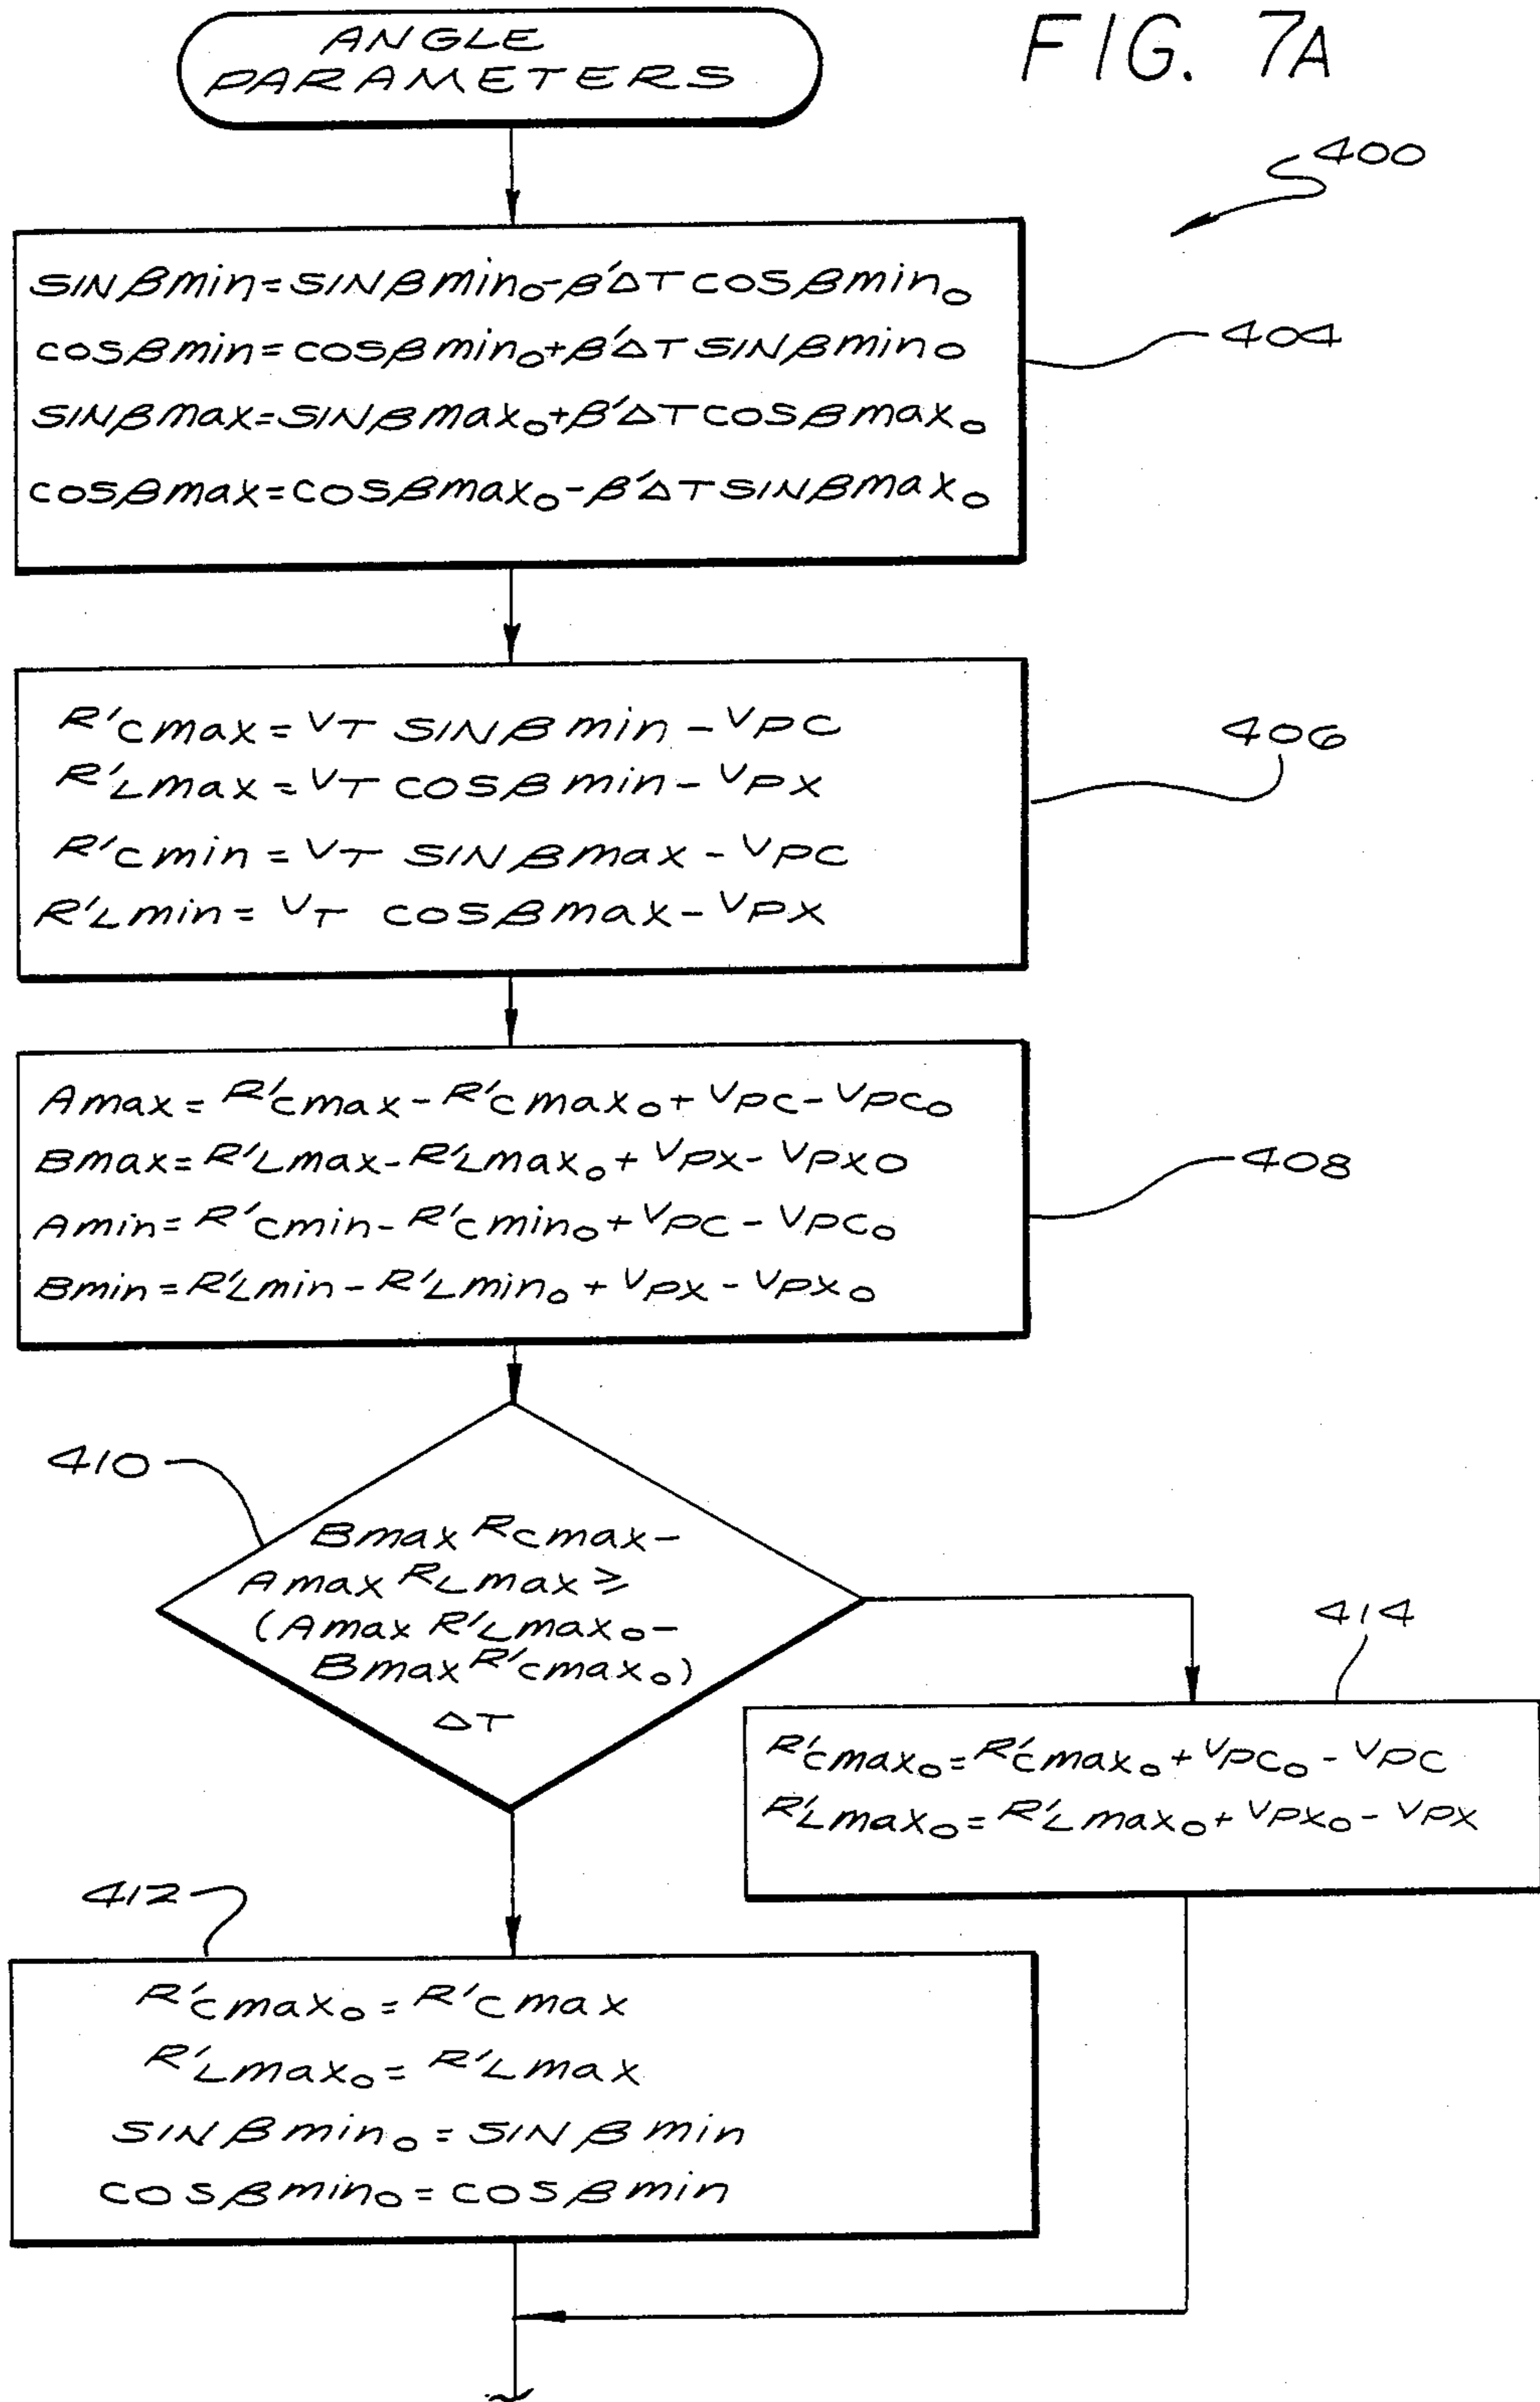 ANGLE
PARAMETERS
FIG. 7A
400
SINβmin=SINβmin₀-β'ΔTCOSβmin₀
COSβmin=COSβmin₀+β'ΔTSINβmin₀
SINβmax=SINβmax₀+β'ΔTCOSβmax₀
COSβmax=COSβmax₀-β'ΔTSINβmax₀
404
R'cmax=VT SINβmin-VPC
R'Lmax=VT COSβmin-VPX
R'cmin=VT SINβmax-VPC
R'Lmin=VT COSβmax-VPX
406
Amax=R'cmax-R'cmax₀+VPC-VPC₀
Bmax=R'Lmax-R'Lmax₀+VPX-VPX₀
Amin=R'cmin-R'cmin₀+VPC-VPC₀
Bmin=R'Lmin-R'Lmin₀+VPX-VPX₀
408
410
Bmax Rcmax-
Amax RLmax≥
(Amax R'Lmax₀-
Bmax R'cmax₀)
ΔT
414
R'cmax₀=R'cmax₀+VPC₀-VPC
R'Lmax₀=R'Lmax₀+VPX₀-VPX
412
R'cmax₀=R'cmax
R'Lmax₀=R'Lmax
SINβmin₀=SINβmin
COSβmin₀=COSβmin